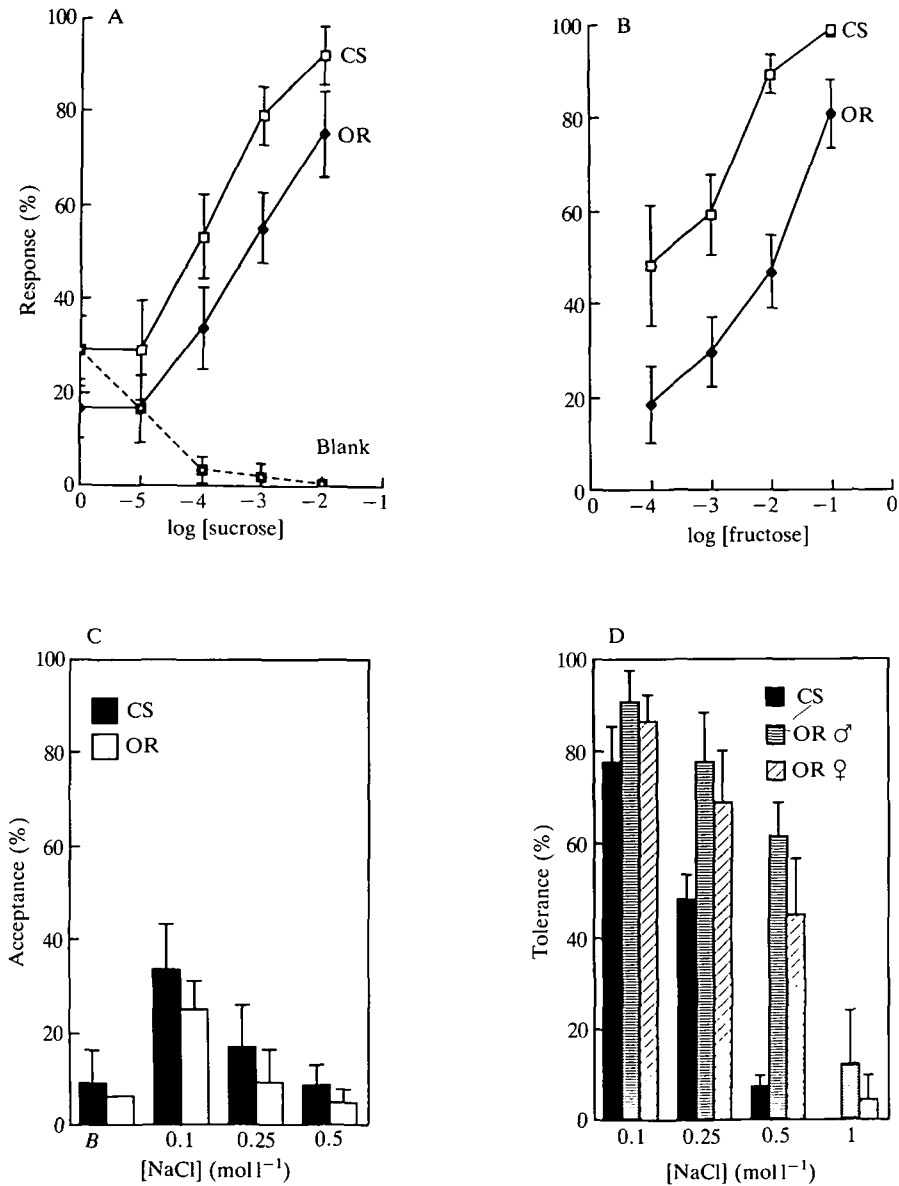 A
100
80
60
40
20
0
Response (%)
CS
OR
Blank
0 −5 −4 −3 −2 −1
log [sucrose]
B
100
80
60
40
20
0
CS
OR
0 −4 −3 −2 −1 0
log [fructose]
C
100
80
60
40
20
0
Acceptance (%)
CS
OR
B 0.1 0.25 0.5
[NaCl] (mol l⁻¹)
D
100
80
60
40
20
0
Tolerance (%)
CS
OR ♂
OR ♀
0.1 0.25 0.5 1
[NaCl] (mol l⁻¹)